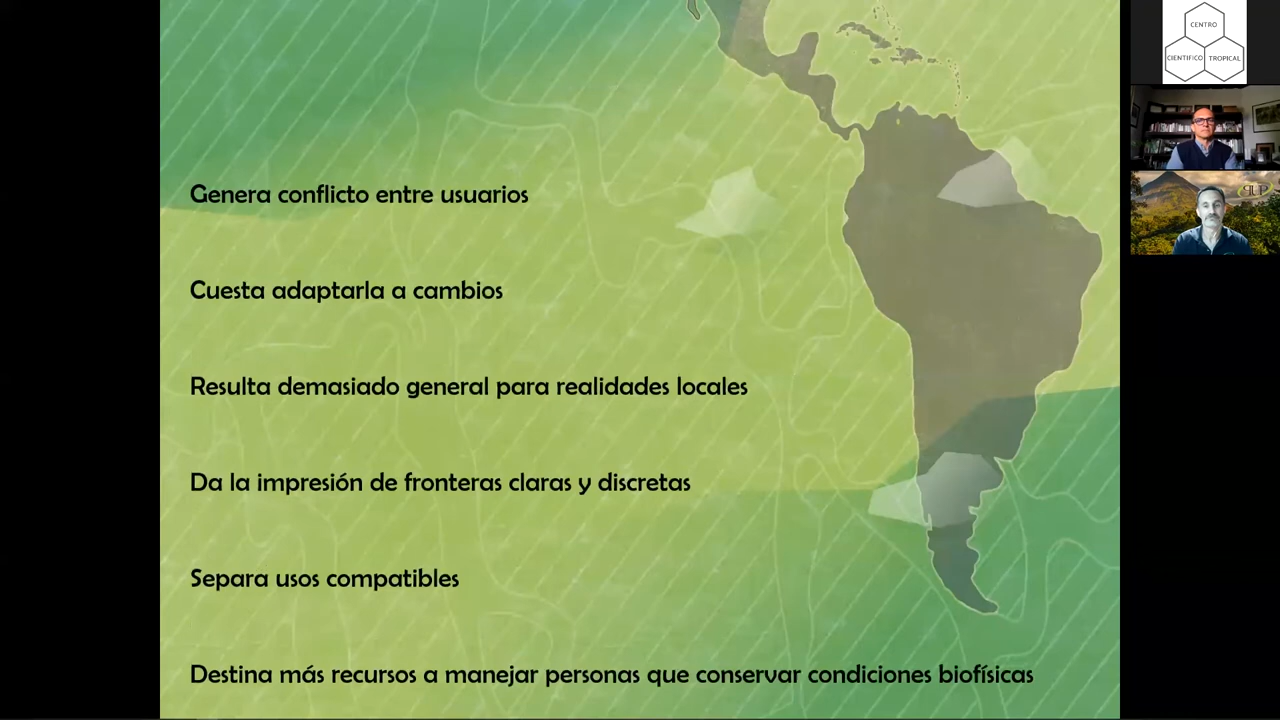 Genera conflicto entre usuarios
Cuesta adaptarla a cambios
Resulta demasiado general para realidades locales
Da la impresión de fronteras claras y discretas
Separa usos compatibles
Destina más recursos a manejar personas que conservar condiciones biofísicas
CENTRO
CIENTIFICO TROPICAL